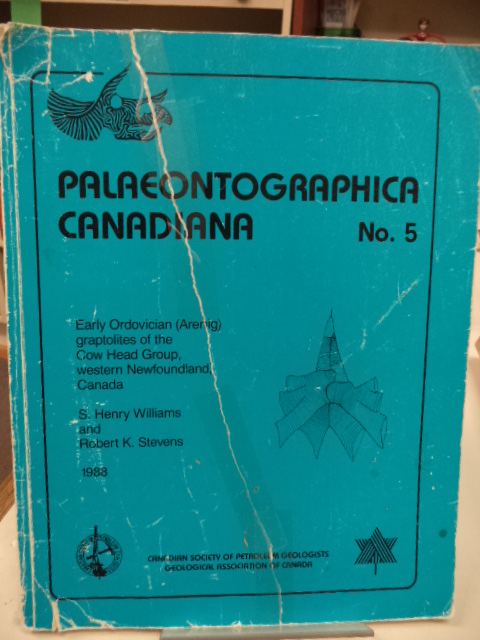 PALAEONTOGRAPHICA
CANADIANA No. 5
Early Ordovician (Arenig)
graptolites of the
Cow Head Group,
western Newfoundland,
Canada
S. Henry Williams
and
Robert K. Stevens
1988
CANADIAN SOCIETY OF PETROLEUM GEOLOGISTS
GEOLOGICAL ASSOCIATION OF CANADA